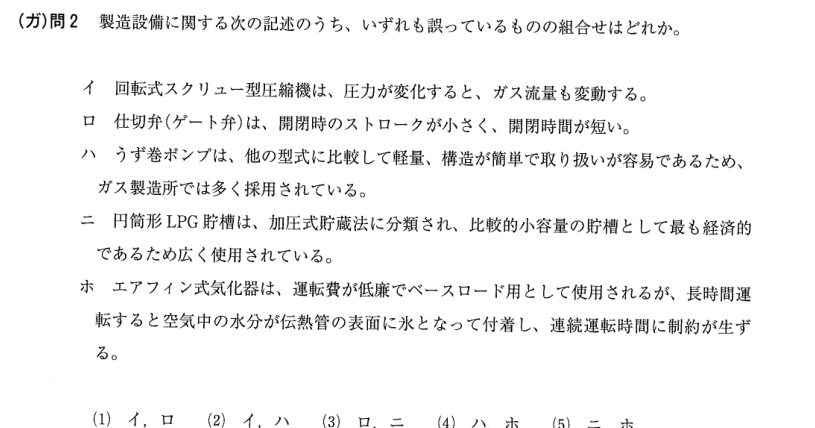 (ガ)問2 製造設備に関する次の記述のうち、いずれも誤っているものの組合せはどれか。
イ 回転式スクリュー型圧縮機は、圧力が変化すると、ガス流量も変動する。
ロ 仕切弁(ゲート弁)は、開閉時のストロークが小さく、開閉時間が短い。
ハ うず巻ポンプは、他の型式に比較して軽量、構造が簡単で取り扱いが容易であるため、
ガス製造所では多く採用されている。
ニ 円筒形LPG貯槽は、加圧式貯蔵法に分類され、比較的小容量の貯槽として最も経済的
であるため広く使用されている。
ホ エアフィン式気化器は、運転費が低廉でベースロード用として使用されるが、長時間運
転すると空気中の水分が伝熱管の表面に氷となって付着し、連続運転時間に制約が生ず
る。
(1) イ, ロ (2) イ, ハ (3) ロ, ニ (4) ハ, ホ (5) ニ, ホ